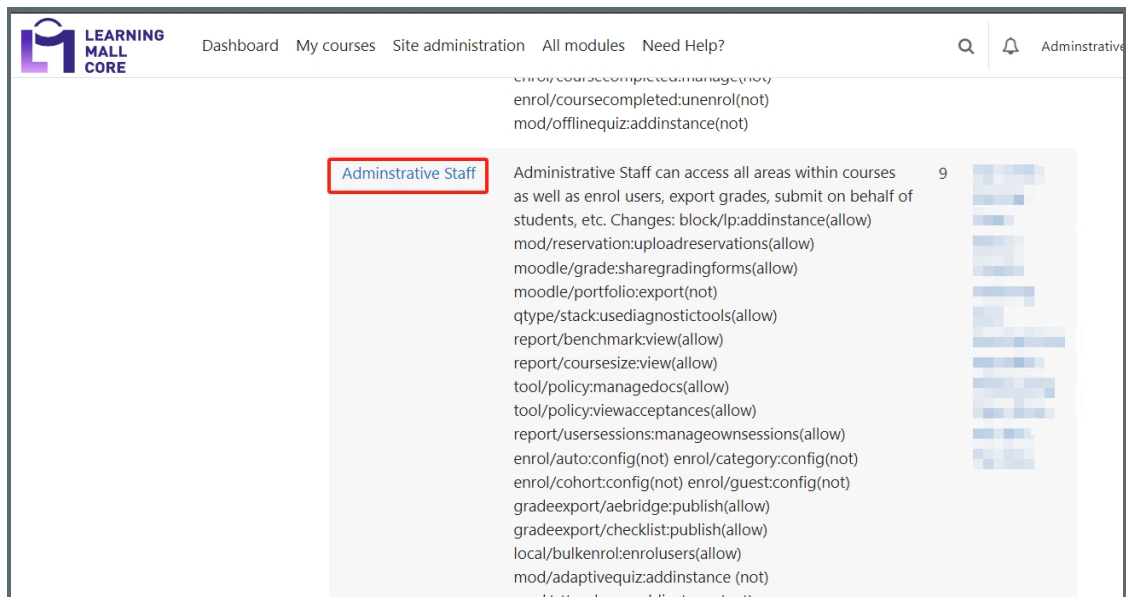 LEARNING
MALL
CORE
Dashboard My courses Site administration All modules Need Help?
Adminstrative
enrol/coursecompleted:manage(not)
enrol/coursecompleted:unenrol(not)
mod/offlinequiz:addinstance(not)
Adminstrative Staff
Administrative Staff can access all areas within courses
as well as enrol users, export grades, submit on behalf of
students, etc. Changes: block/lp:addinstance(allow)
mod/reservation:uploadreservations(allow)
moodle/grade:sharegradingforms(allow)
moodle/portfolio:export(not)
qtype/stack:usediagnostictools(allow)
report/benchmark:view(allow)
report/coursesize:view(allow)
tool/policy:managedocs(allow)
tool/policy:viewacceptances(allow)
report/usersessions:manageownsessions(allow)
enrol/auto:config(not) enrol/category:config(not)
enrol/cohort:config(not) enrol/guest:config(not)
gradeexport/aebridge:publish(allow)
gradeexport/checklist:publish(allow)
local/bulkenrol:enrolusers(allow)
mod/adaptivequiz:addinstance (not)
9